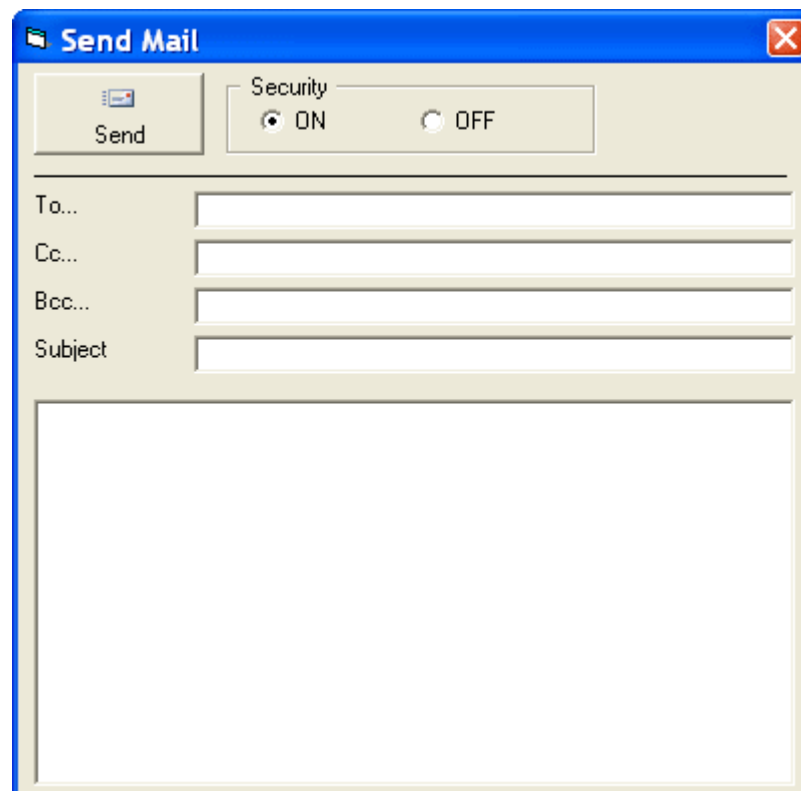 Send Mail
Send
Security
ON OFF
To...
Cc...
Bcc...
Subject